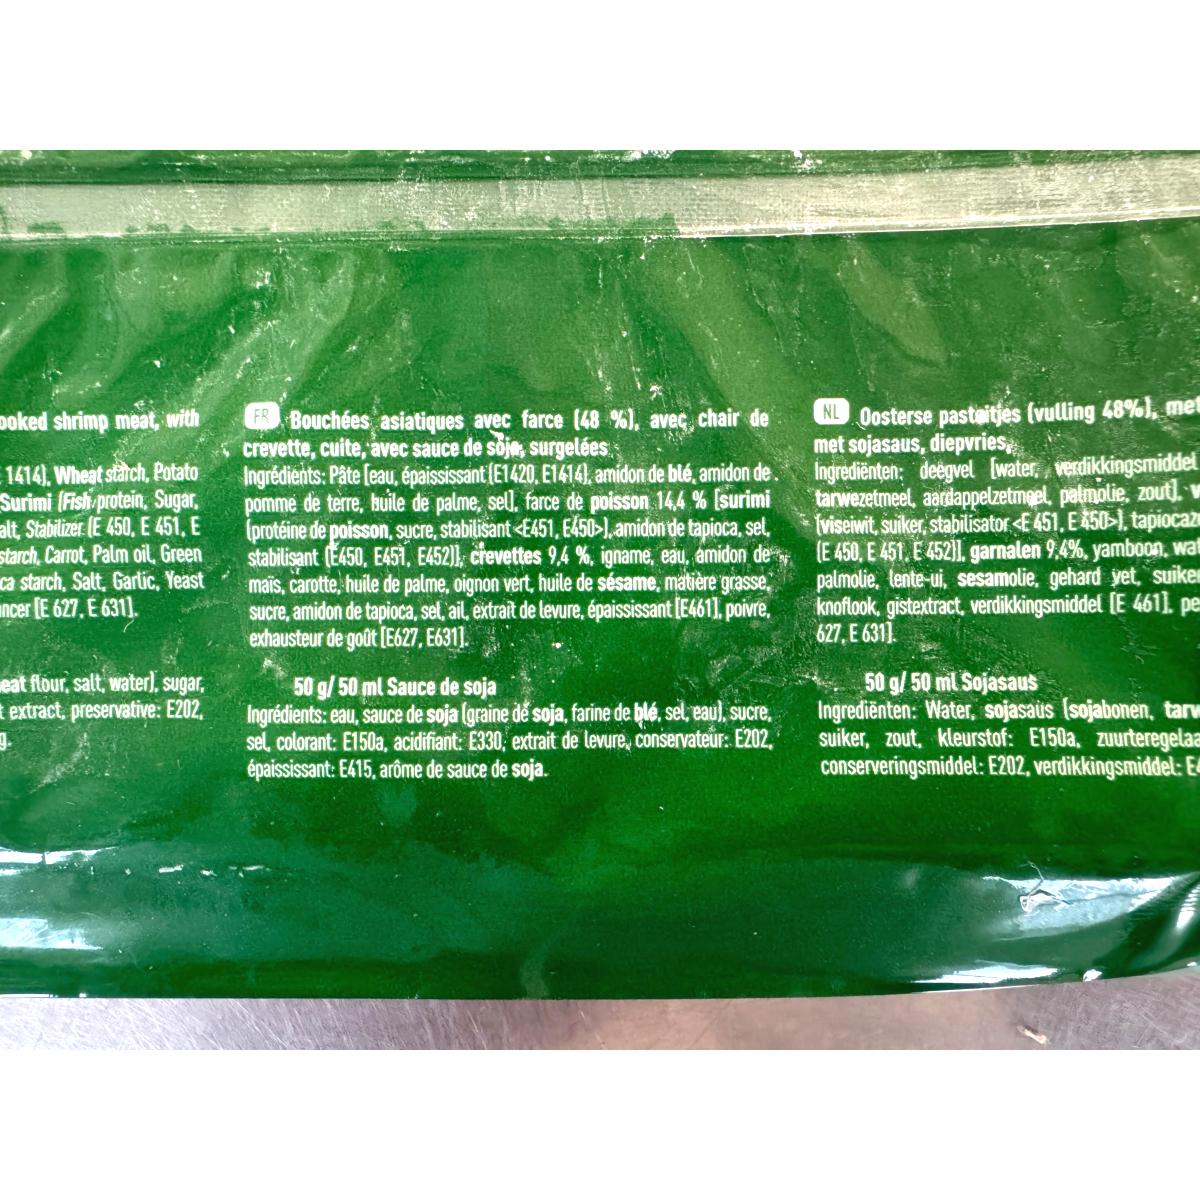 ooked shrimp meat, with
1414), Wheat starch, Potato
Surimi (Fish protein, Sugar,
alt, Stabilizer (E 450, E 451, E
starch, Carrot, Palm oil, Green
ca starch, Salt, Garlic, Yeast
ncer [E 627, E 631].
eat flour, salt, water), sugar,
t extract, preservative: E202,
g.
FR Bouchées asiatiques avec farce (48 %), avec chair de
crevette, cuite, avec sauce de soja, surgelées
Ingrédients: Pâte [eau, épaississant (E1420, E1414), amidon de blé, amidon de
pomme de terre, huile de palme, sel], farce de poisson 14,4 % [surimi
(protéine de poisson, sucre, stabilisant <E451, E450>), amidon de tapioca, sel,
stabilisant (E450, E451, E452)], crevettes 9,4 %, igname, eau, amidon de
maïs, carotte, huile de palme, oignon vert, huile de sésame, matière grasse,
sucre, amidon de tapioca, sel, ail, extrait de levure, épaississant [E461], poivre,
exhausteur de goût [E627, E631].
50 g/ 50 ml Sauce de soja
Ingrédients: eau, sauce de soja (graine de soja, farine de blé, sel, eau), sucre,
sel, colorant: E150a, acidifiant: E330, extrait de levure, conservateur: E202,
épaississant: E415, arôme de sauce de soja.
NL Oosterse pasteitjes (vulling 48%), me
met sojasaus, diepvries,
Ingrediënten: deegvel [water, verdikkingsmiddel
tarwezetmeel, aardappelzetmeel, palmolie, zout],
(viseiwit, suiker, stabilisator <E 451, E 450>), tapioca
(E 450, E 451, E 452)], garnalen 9,4%, yamboon, wat
palmolie, lente-ui, sesamolie, gehard vet, suike
knoflook, gistextract, verdikkingsmiddel [E 461], pe
627, E 631].
50 g/ 50 ml Sojasaus
Ingrediënten: Water, sojasaus (sojabonen, tarw
suiker, zout, kleurstof: E150a, zuurteregelaa
conserveringsmiddel: E202, verdikkingsmiddel: E4